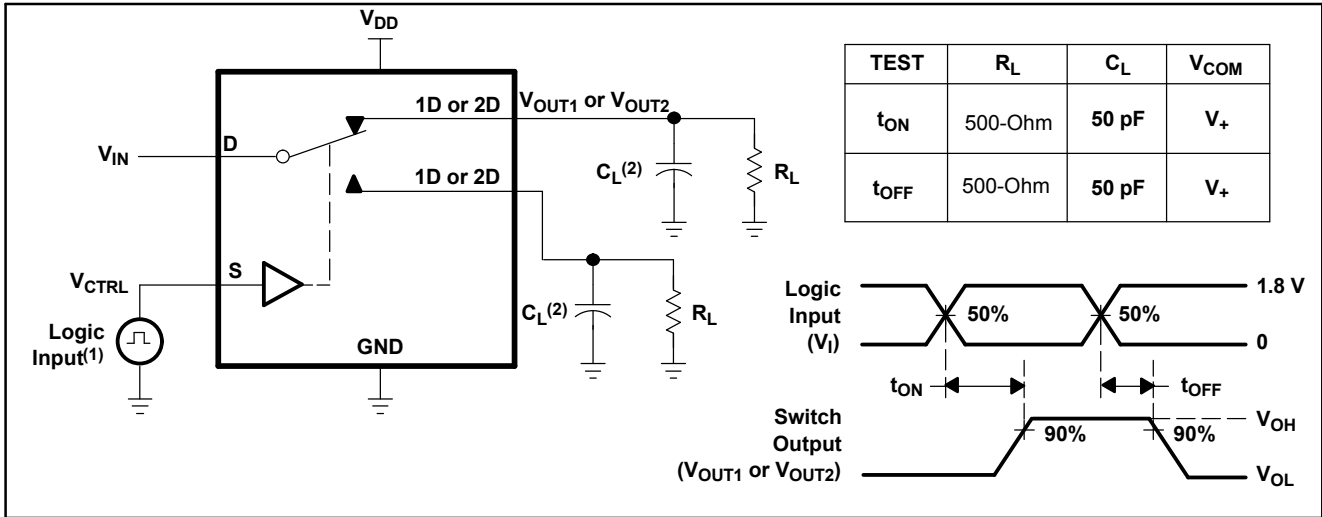 VDD
1D or 2D
VOUT1 or VOUT2
VIN
D
CL(2)
RL
1D or 2D
VCTRL
S
CL(2)
RL
Logic
Input(1)
GND
TEST RL CL VCOM
tON 500-Ohm 50 pF V+
tOFF 500-Ohm 50 pF V+
Logic
Input
(VI)
1.8 V
50%
50%
0
tON
tOFF
Switch
Output
(VOUT1 or VOUT2)
VOH
90%
90%
VOL